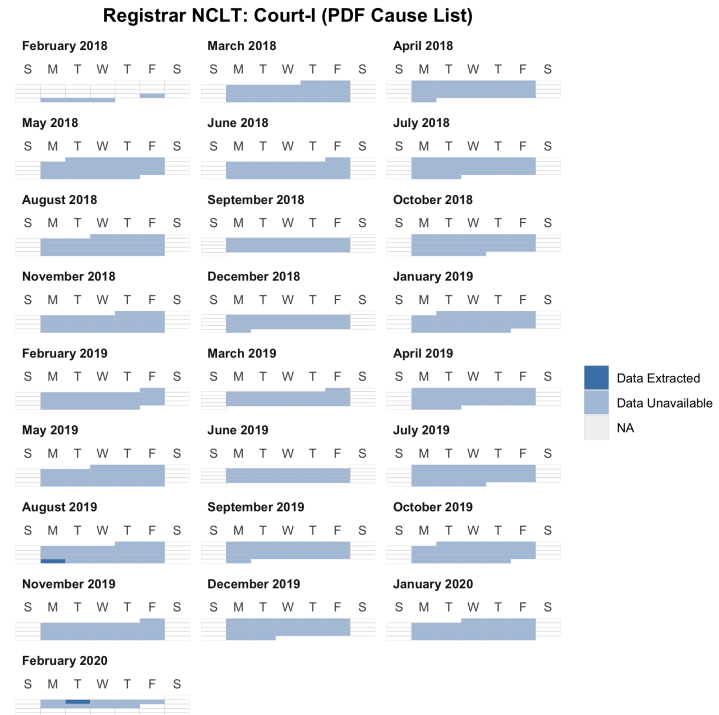 Registrar NCLT: Court-I (PDF Cause List)
February 2018 March 2018 April 2018
S M T W T F S S M T W T F S S M T W T F S
May 2018 June 2018 July 2018
S M T W T F S S M T W T F S S M T W T F S
August 2018 September 2018 October 2018
S M T W T F S S M T W T F S S M T W T F S
November 2018 December 2018 January 2019
S M T W T F S S M T W T F S S M T W T F S
February 2019 March 2019 April 2019
S M T W T F S S M T W T F S S M T W T F S
May 2019 June 2019 July 2019
S M T W T F S S M T W T F S S M T W T F S
August 2019 September 2019 October 2019
S M T W T F S S M T W T F S S M T W T F S
November 2019 December 2019 January 2020
S M T W T F S S M T W T F S S M T W T F S
February 2020
S M T W T F S
Data Extracted
Data Unavailable
NA